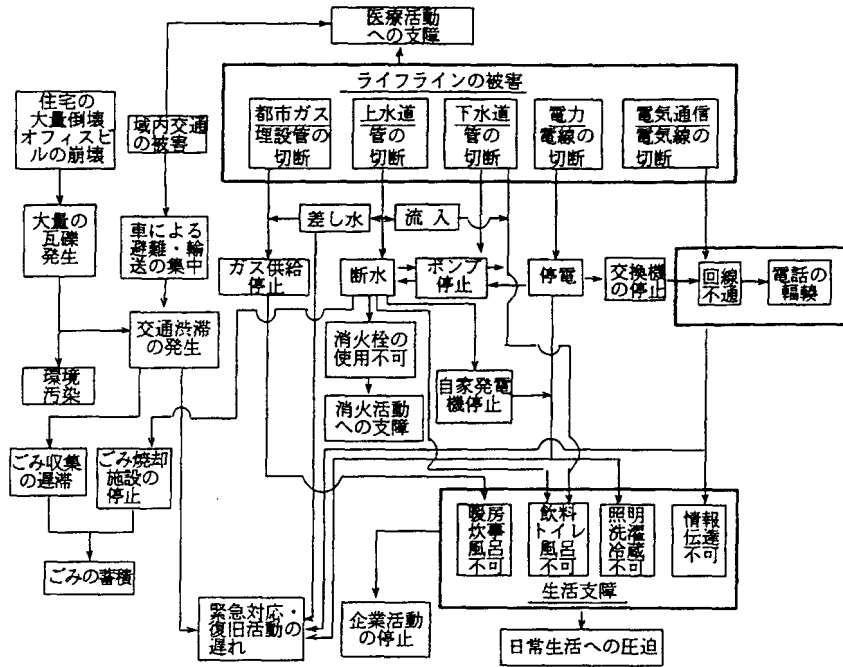 医療活動
への支障
ライフラインの被害
住宅の
大量倒壊
オフィスビ
ルの崩壊
域内交通
の被害
都市ガス
埋設管の
切断
上水道
管の
切断
下水道
管の
切断
電力
電線の
切断
電気通信
電気線の
切断
大量の
瓦礫
発生
車による
避難・輸
送の集中
差し水
流入
ガス供給
停止
断水
ポンプ
停止
停電
交換機
の停止
回線
不通
電話の
輻輳
交通渋滞
の発生
環境
汚染
消火栓の
使用不可
自家発電
機停止
消火活動
への支障
ごみ収集
の遅滞
ごみ焼却
施設の
停止
ごみの蓄積
暖房
炊事
風呂
不可
飲料
トイレ
風呂
不可
照明
洗濯
冷蔵
不可
情報
伝達
不可
生活支障
緊急対応・
復旧活動の
遅れ
企業活動
の停止
日常生活への圧迫